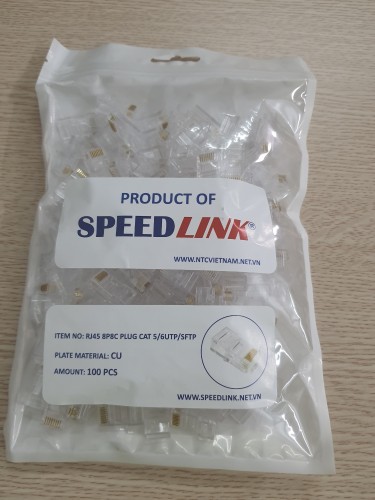 PRODUCT OF
SPEEDLINK®
WWW.NTCVIETNAM.NET.VN
ITEM NO: RJ45 8P8C PLUG CAT 5/6UTP/SFTP
PLATE MATERIAL: CU
AMOUNT: 100 PCS
WWW.SPEEDLINK.NET.VN